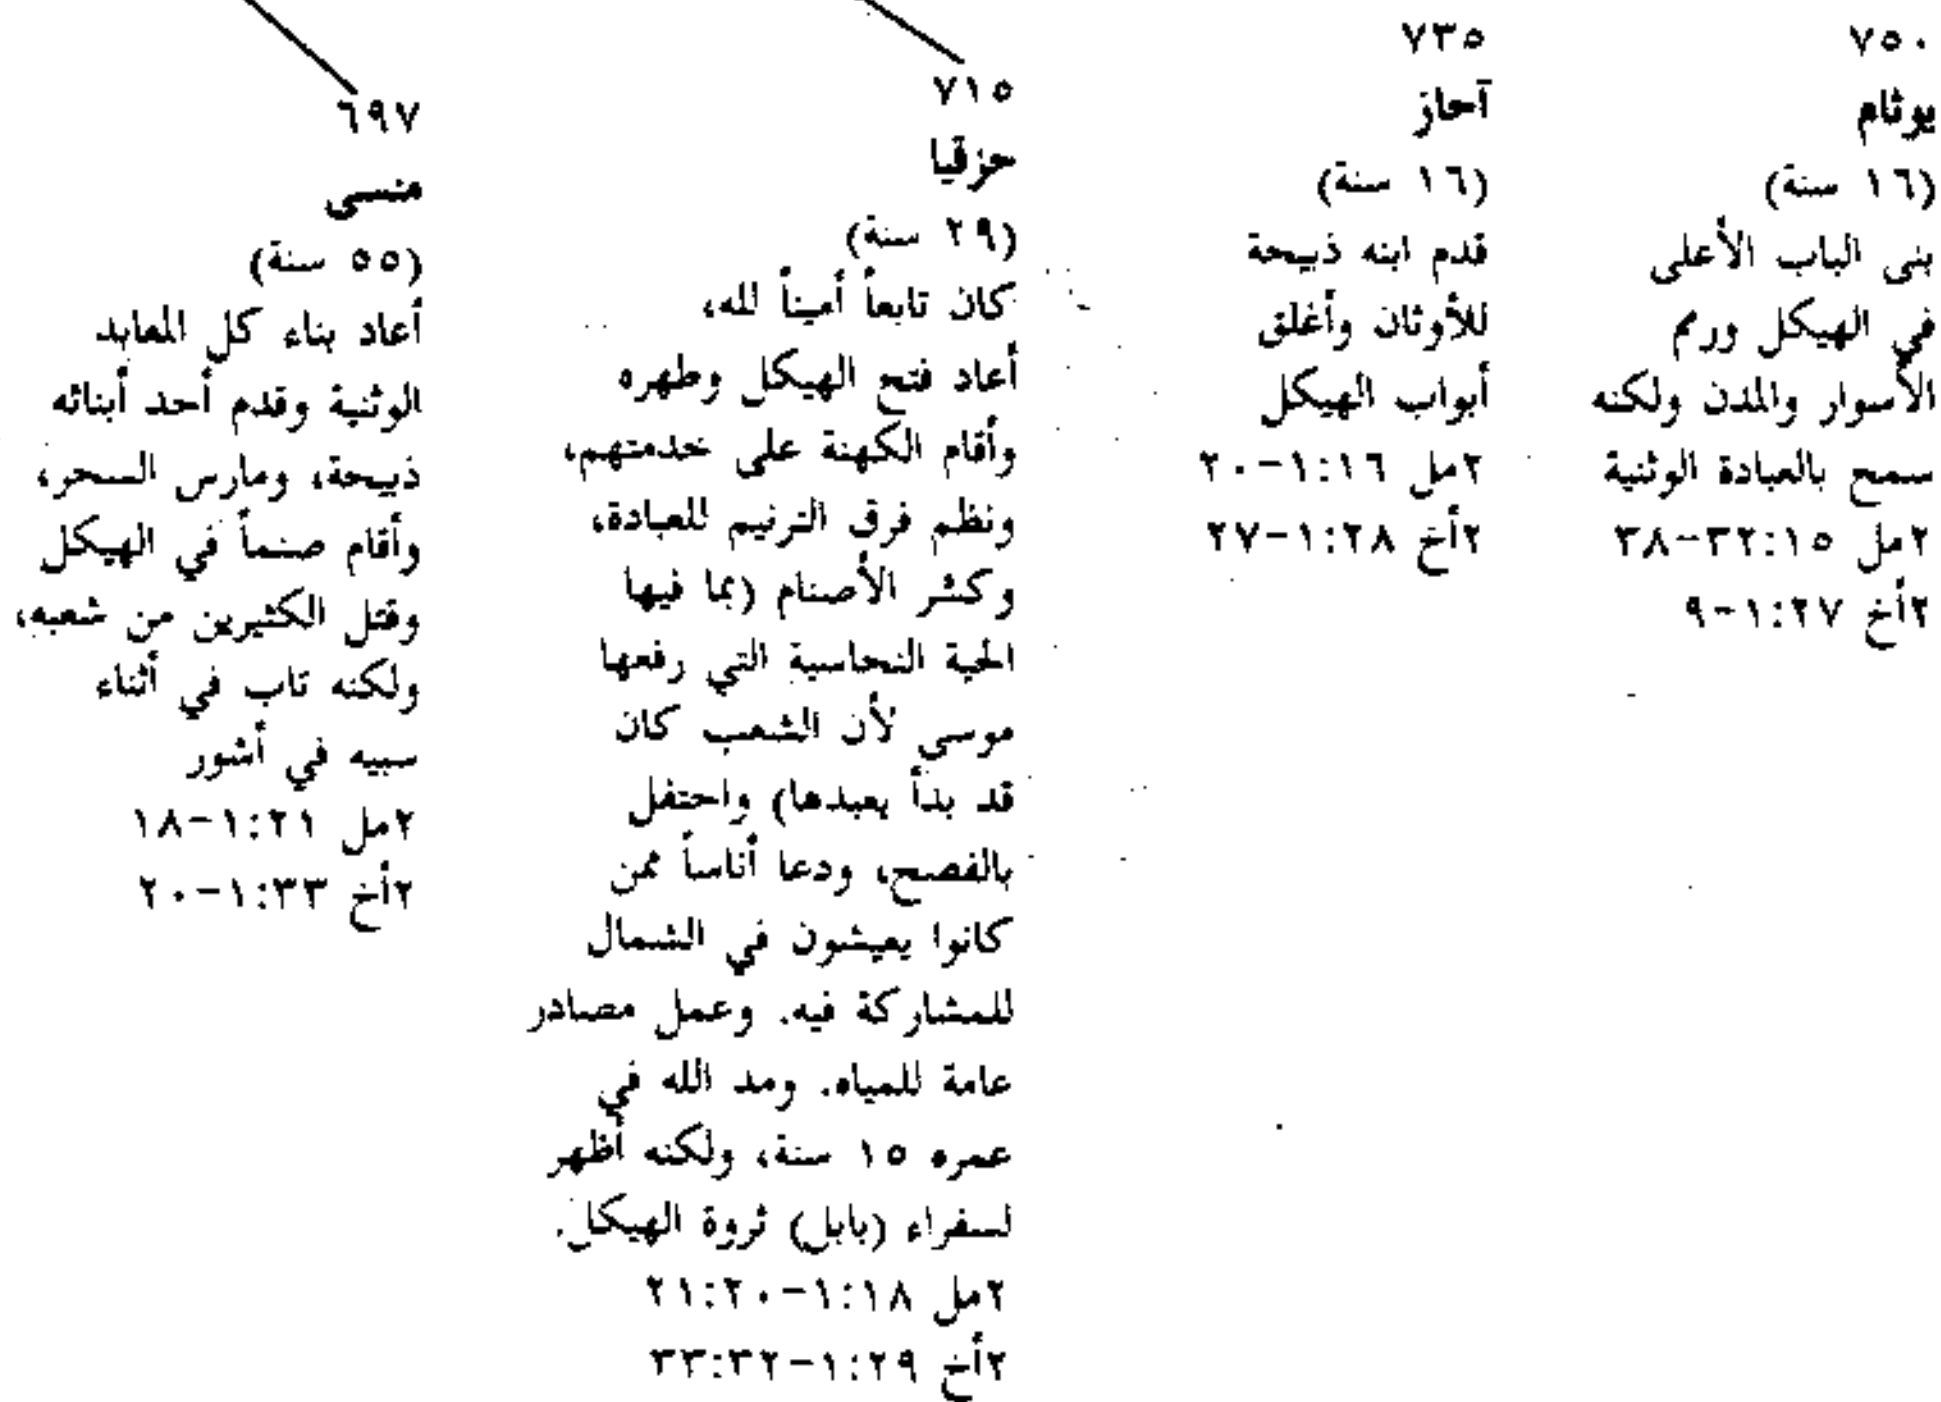 ٧٥٠
يوثام
(١٦ سنة)
بنى الباب الأعلى
في الهيكل ورمم
الأسوار والمدن ولكنه
سمح بالعبادة الوثنية
٢مل ٣٢:١٥-٣٨
٢أخ ١:٢٧-٩
٧٣٥
آحاز
(١٦ سنة)
قدم ابنه ذبيحة
للأوثان وأغلق
أبواب الهيكل
٢مل ١:١٦-٢٠
٢أخ ١:٢٨-٢٧
٧١٥
حزقيا
(٢٩ سنة)
كان تابعاً أميناً لله،
أعاد فتح الهيكل وطهره
وأقام الكهنة على خدمتهم،
ونظم فرق الترنيم للعبادة،
وكسَّر الأصنام (بما فيها
الحية النحاسية التي رفعها
موسى لأن الشعب كان
قد بدأ يعبدها) واحتفل
بالفصح، ودعا أناساً ممن
كانوا يعيشون في الشمال
للمشاركة فيه. وعمل مصادر
عامة للمياه. ومد الله في
عمره ١٥ سنة، ولكنه أظهر
لسفراء (بابل) ثروة الهيكل.
٢مل ١:١٨-٢١:٢٠
٢أخ ١:٢٩-٣٣:٣٢
٦٩٧
منسى
(٥٥ سنة)
أعاد بناء كل المعابد
الوثنية وقدم أحد أبنائه
ذبيحة، ومارس السحر،
وأقام صنماً في الهيكل
وقتل الكثيرين من شعبه،
ولكنه تاب في أثناء
سبيه في أشور
٢مل ١:٢١-١٨
٢أخ ١:٣٣-٢٠